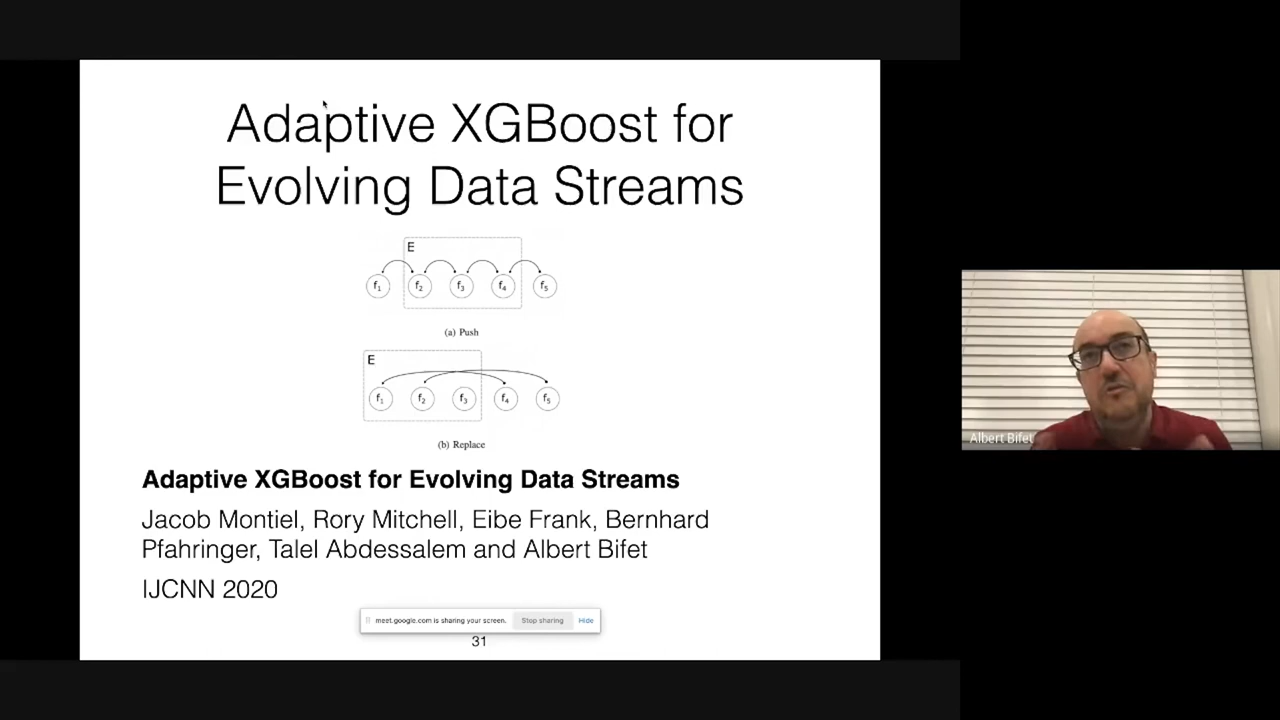 Adaptive XGBoost for
Evolving Data Streams
E
f1 f2 f3 f4 f5
(a) Push
E
f1 f2 f3 f4 f5
(b) Replace
Adaptive XGBoost for Evolving Data Streams
Jacob Montiel, Rory Mitchell, Eibe Frank, Bernhard
Pfahringer, Talel Abdessalem and Albert Bifet
IJCNN 2020
meet.google.com is sharing your screen. Stop sharing Hide
31
Albert Bifet